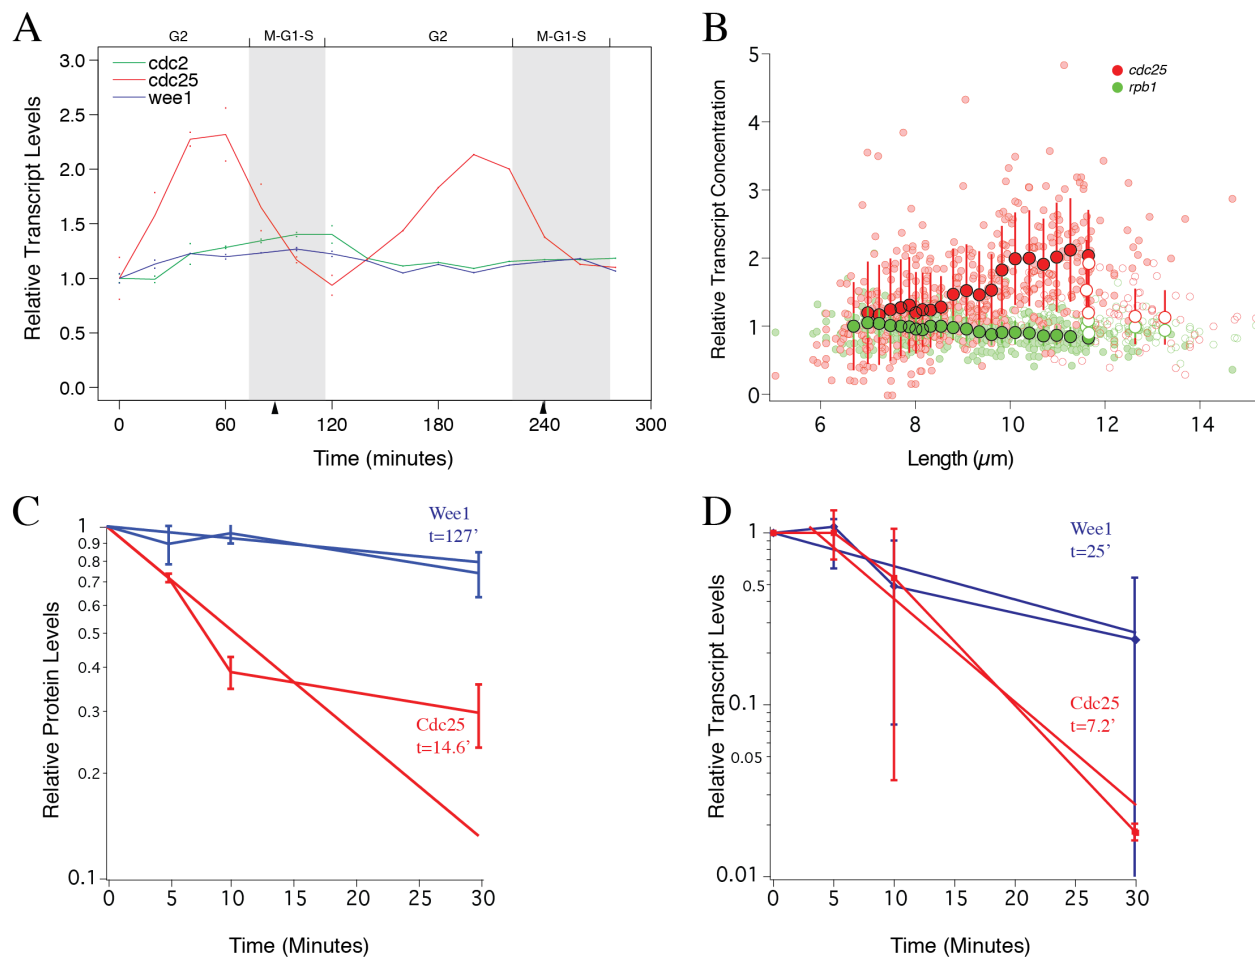 A
G2 M-G1-S G2 M-G1-S
cdc2
cdc25
wee1
Relative Transcript Levels
3.0
2.5
2.0
1.5
1.0
0.5
0.0
0 60 120 180 240 300
Time (minutes)
B
cdc25
rpb1
Relative Transcript Concentration
5
4
3
2
1
0
6 8 10 12 14
Length (μm)
C
Wee1
t=127'
Cdc25
t=14.6'
Relative Protein Levels
1
0.9
0.8
0.7
0.6
0.5
0.4
0.3
0.2
0.1
0 5 10 15 20 25 30
Time (Minutes)
D
Wee1
t=25'
Cdc25
t=7.2'
Relative Transcript Levels
1
0.5
0.1
0.05
0.01
0 5 10 15 20 25 30
Time (Minutes)